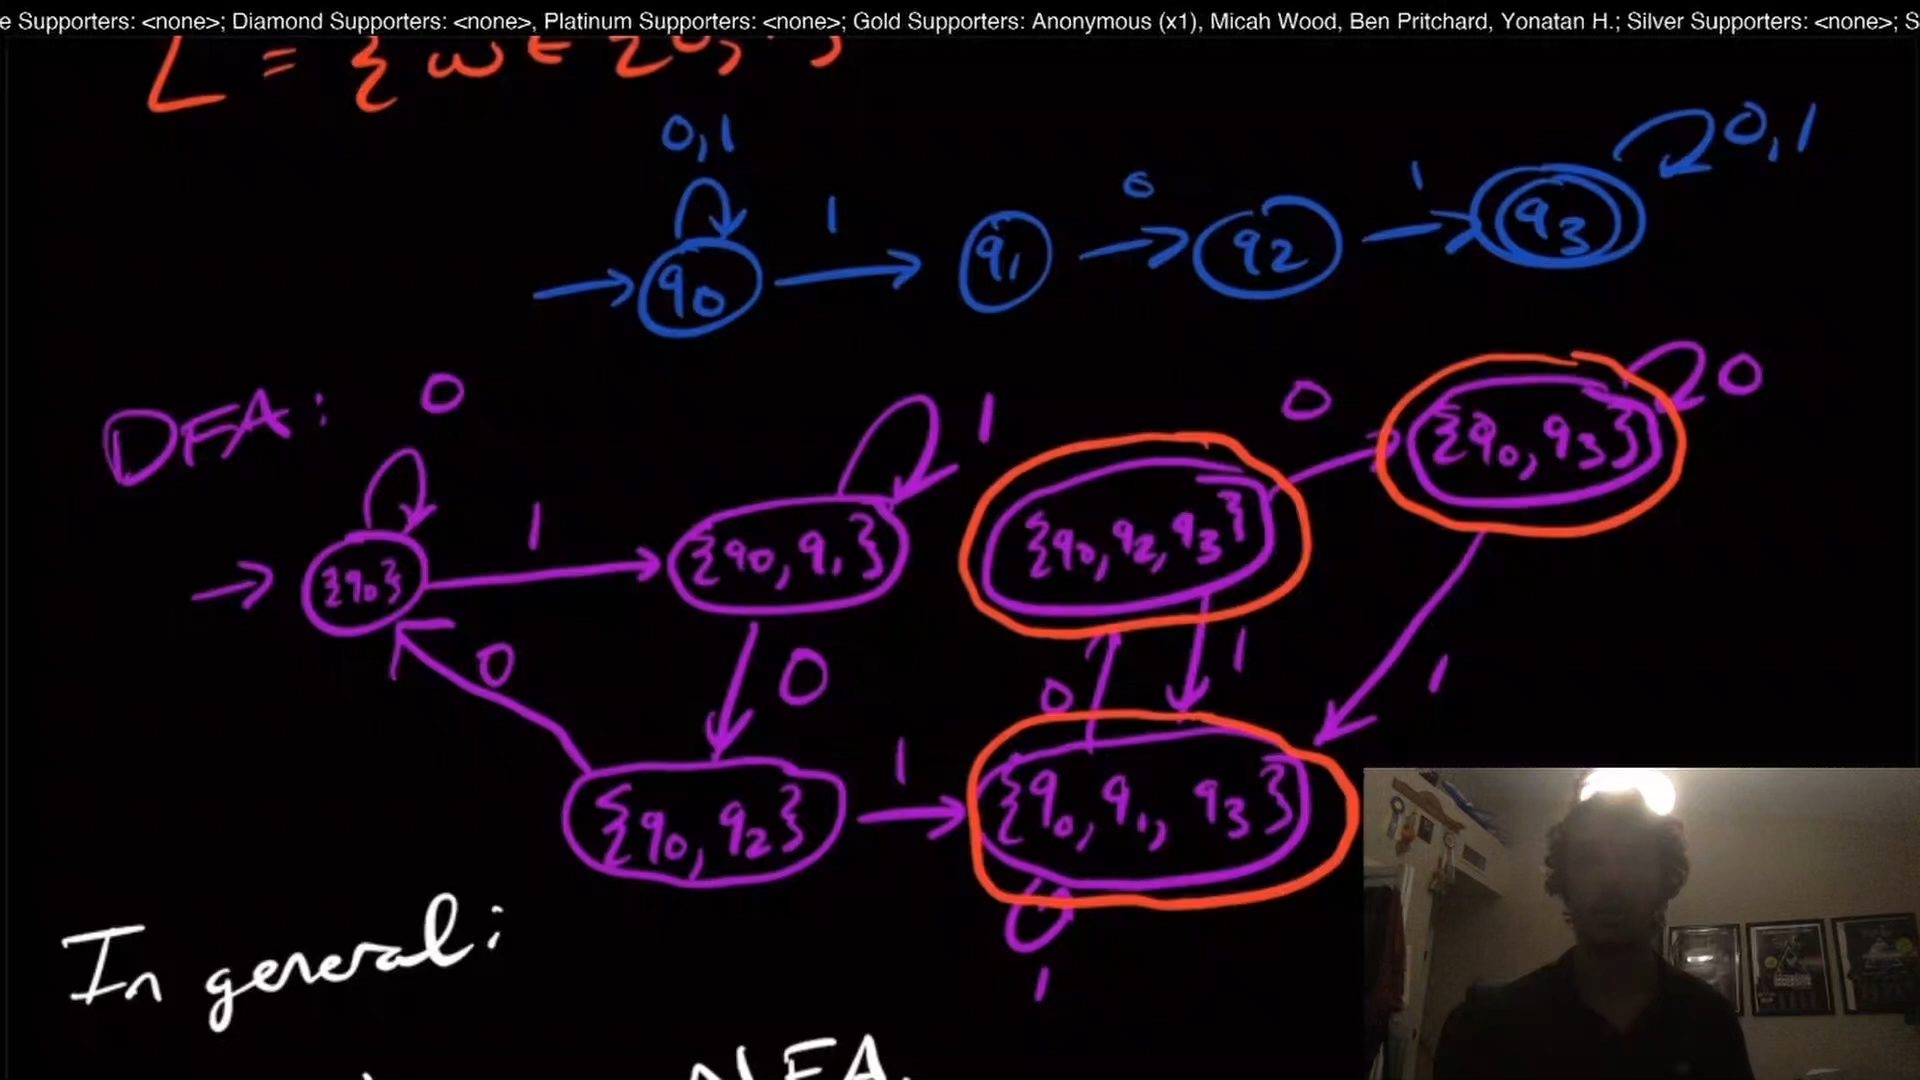 e Supporters: <none>; Diamond Supporters: <none>, Platinum Supporters: <none>; Gold Supporters: Anonymous (x1), Micah Wood, Ben Pritchard, Yonatan H.; Silver Supporters: <none>; S
L = {w ∈
0,1
1
0
1
0,1
q0
q1
q2
q3
DFA:
0
1
0
0
{q0}
1
{q0, q1}
{q0, q2, q3}
{q0, q3}
0
0
0
1
1
1
{q0, q2}
{q0, q1, q3}
1
In general:
NFA.